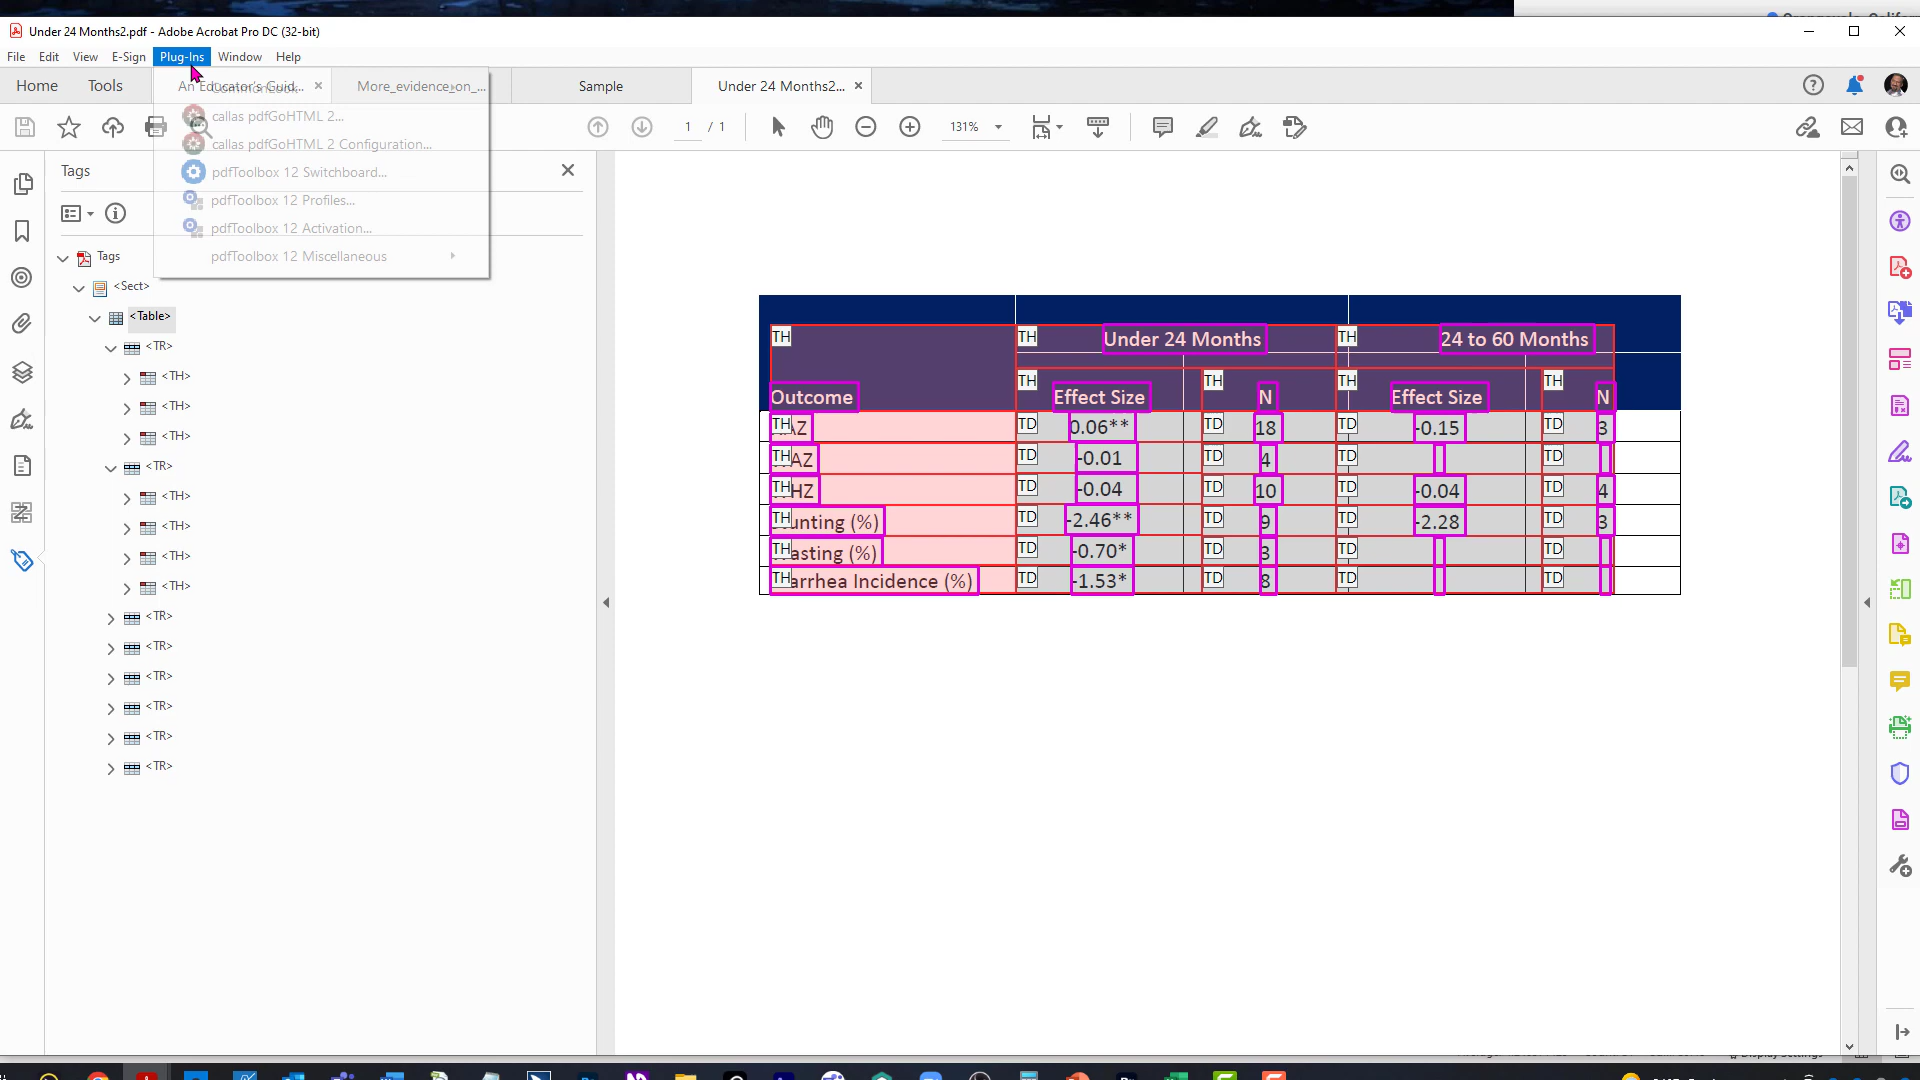 Under 24 Months2.pdf - Adobe Acrobat Pro DC (32-bit)
File Edit View E-Sign Plug-Ins Window Help
Home Tools An Educator's Guid... More_evidence_on_... Sample Under 24 Months2...
CommonLook
callas pdfGoHTML 2...
callas pdfGoHTML 2 Configuration...
pdfToolbox 12 Switchboard...
pdfToolbox 12 Profiles...
pdfToolbox 12 Activation...
pdfToolbox 12 Miscellaneous
1 / 1 131%
Tags
Tags
<Sect>
<Table>
<TR>
<TH>
<TH>
<TH>
<TR>
<TH>
<TH>
<TH>
<TH>
<TR>
<TR>
<TR>
<TR>
<TR>
<TR>
TH TH Under 24 Months TH 24 to 60 Months
TH TH TH TH
Outcome Effect Size N Effect Size N
TH AZ TD 0.06** TD 18 TD -0.15 TD 3
TH AZ TD -0.01 TD 4 TD TD
TH HZ TD -0.04 TD 10 TD -0.04 TD 4
TH unting (%) TD -2.46** TD 9 TD -2.28 TD 3
TH asting (%) TD -0.70* TD 3 TD TD
TH arrhea Incidence (%) TD -1.53* TD 8 TD TD